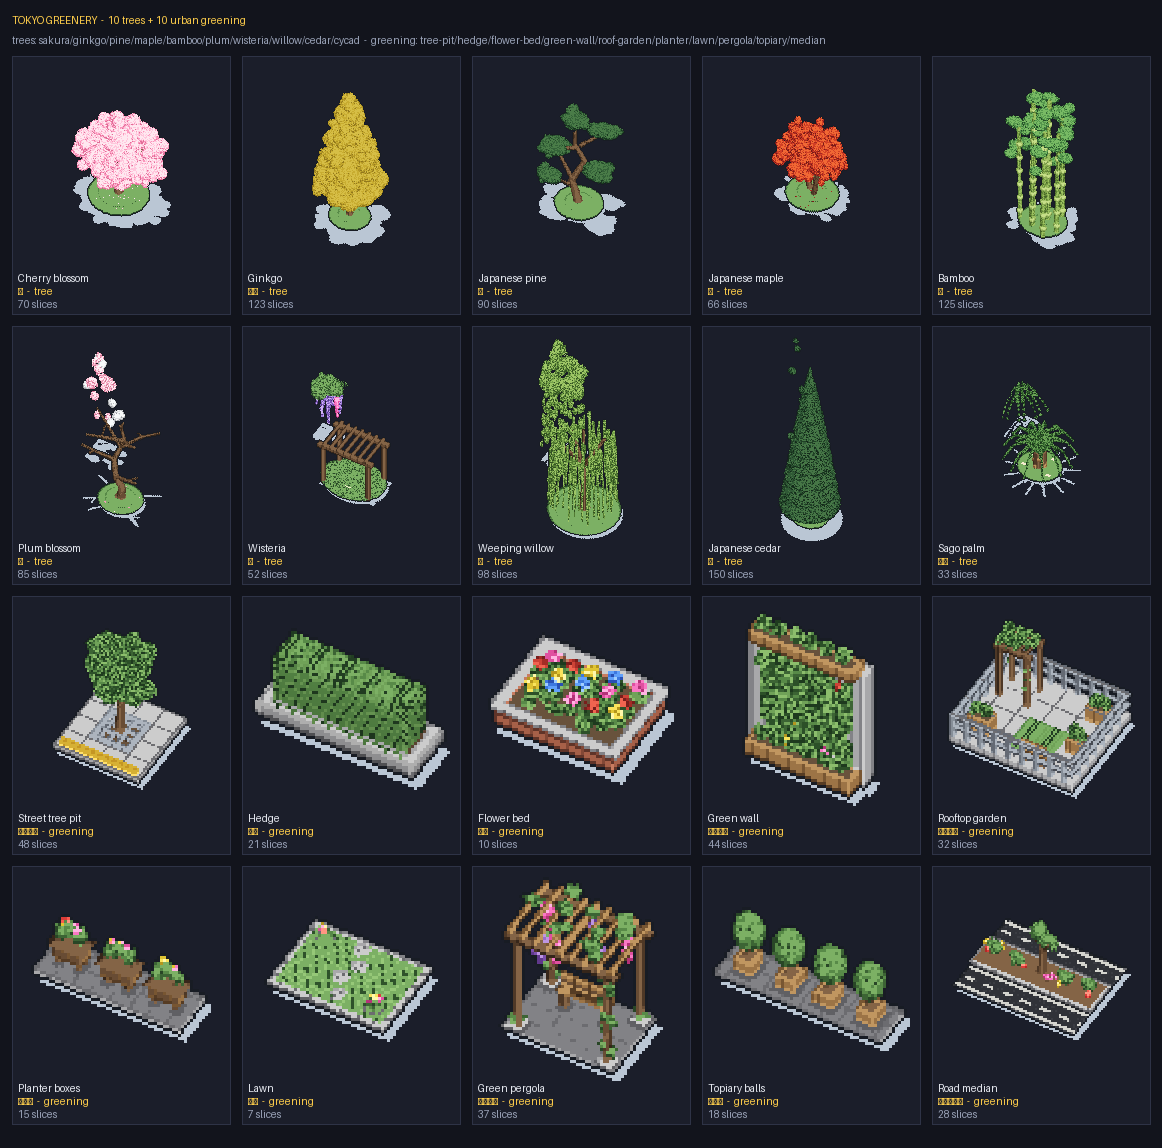 TOKYO GREENERY - 10 trees + 10 urban greening
trees: sakura/ginkgo/pine/maple/bamboo/plum/wisteria/willow/cedar/cycad - greening: tree-pit/hedge/flower-bed/green-wall/roof-garden/planter/lawn/pergola/topiary/median
Cherry blossom
- tree
70 slices
Ginkgo
- tree
123 slices
Japanese pine
- tree
90 slices
Japanese maple
- tree
66 slices
Bamboo
- tree
125 slices
Plum blossom
- tree
85 slices
Wisteria
- tree
52 slices
Weeping willow
- tree
98 slices
Japanese cedar
- tree
150 slices
Sago palm
- tree
33 slices
Street tree pit
- greening
48 slices
Hedge
- greening
21 slices
Flower bed
- greening
10 slices
Green wall
- greening
44 slices
Rooftop garden
- greening
32 slices
Planter boxes
- greening
15 slices
Lawn
- greening
7 slices
Green pergola
- greening
37 slices
Topiary balls
- greening
18 slices
Road median
- greening
28 slices